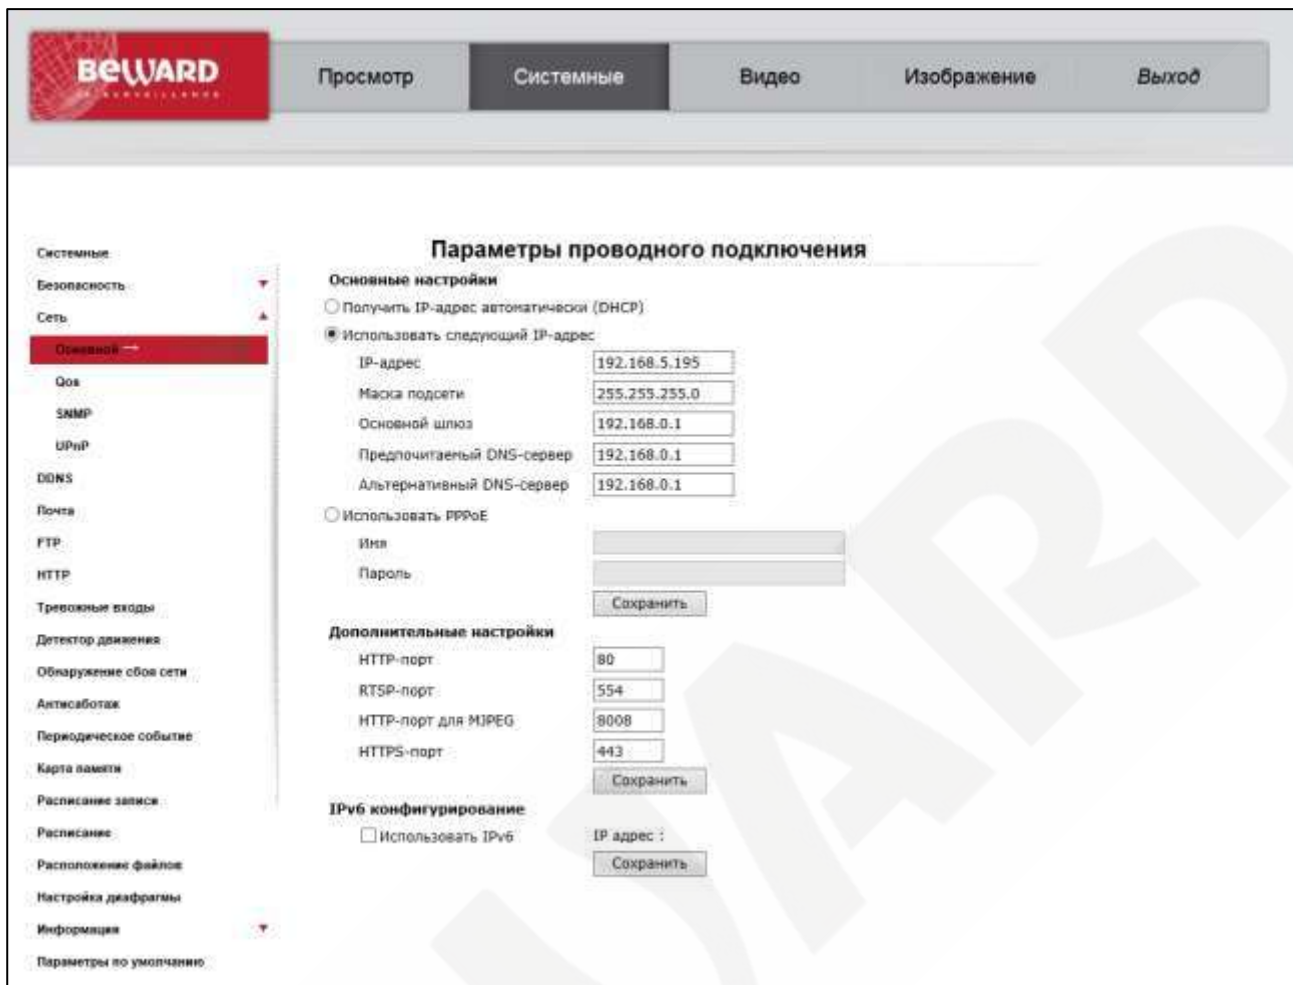 BEWARD
Просмотр
Системные
Видео
Изображение
Выход
Параметры проводного подключения
Системные
Безопасность
Сеть
Основной
Qos
SNMP
UPnP
DDNS
Почта
FTP
HTTP
Тревожные входы
Детектор движения
Обнаружение сбоя сети
Антисаботаж
Периодическое событие
Карта памяти
Расписание записи
Расписание
Расположение файлов
Настройка диафрагмы
Информация
Параметры по умолчанию
Основные настройки
Получить IP-адрес автоматически (DHCP)
Использовать следующий IP-адрес
IP-адрес 192.168.5.195
Маска подсети 255.255.255.0
Основной шлюз 192.168.0.1
Предпочитаемый DNS-сервер 192.168.0.1
Альтернативный DNS-сервер 192.168.0.1
Использовать PPPoE
Имя
Пароль
Сохранить
Дополнительные настройки
HTTP-порт 80
RTSP-порт 554
HTTP-порт для MJPEG 8008
HTTPS-порт 443
Сохранить
IPv6 конфигурирование
Использовать IPv6 IP адрес :
Сохранить